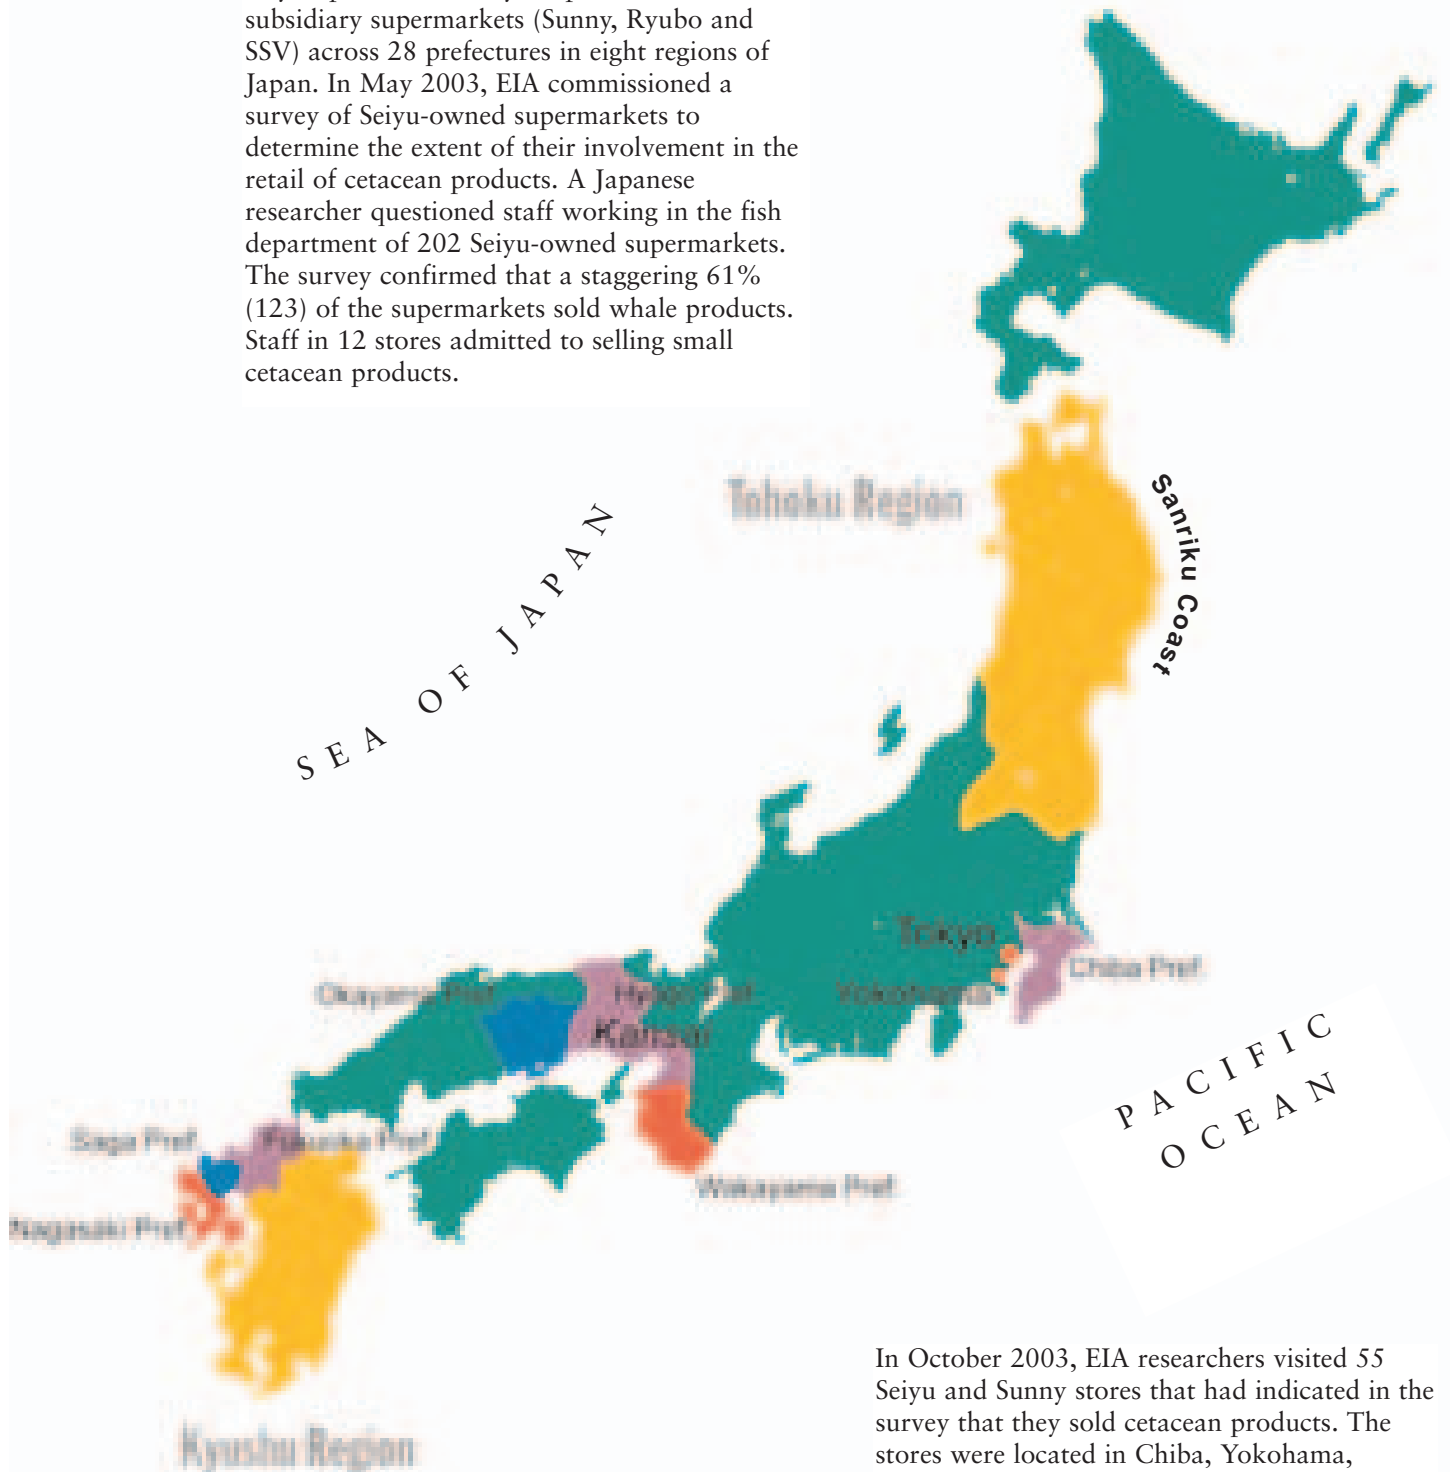 subsidiary supermarkets (Sunny, Ryubo and
SSV) across 28 prefectures in eight regions of
Japan. In May 2003, EIA commissioned a
survey of Seiyu-owned supermarkets to
determine the extent of their involvement in the
retail of cetacean products. A Japanese
researcher questioned staff working in the fish
department of 202 Seiyu-owned supermarkets.
The survey confirmed that a staggering 61%
(123) of the supermarkets sold whale products.
Staff in 12 stores admitted to selling small
cetacean products.
Tohoku Region
Sanriku Coast
SEA OF JAPAN
Tokyo
Chiba Pref.
Okayama Pref.
Hyogo Pref.
Yokohama
Kansai
PACIFIC
OCEAN
Saga Pref.
Fukuoka Pref.
Wakayama Pref.
Nagasaki Pref.
Kyushu Region
In October 2003, EIA researchers visited 55
Seiyu and Sunny stores that had indicated in the
survey that they sold cetacean products. The
stores were located in Chiba, Yokohama,